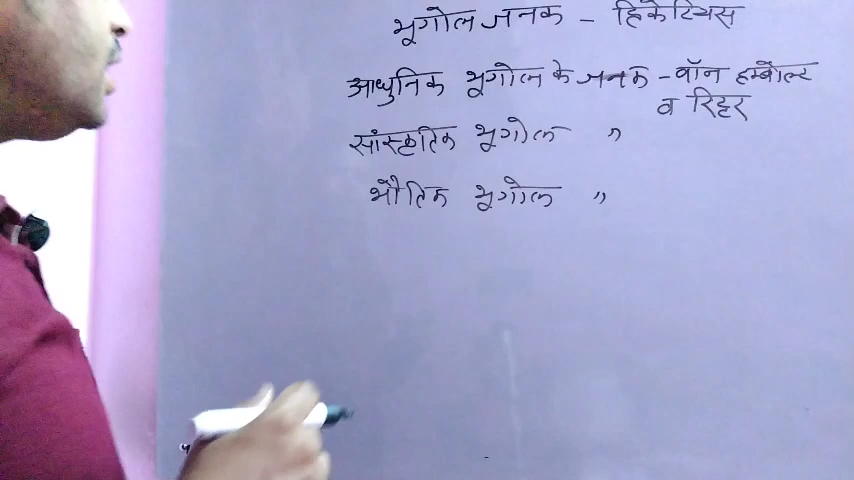 भूगोल जनक - हिकेटियस
आधुनिक भूगोल के जनक - वॉन हम्बोल्ट
व रिट्टर
सांस्कृतिक भूगोल "
भौतिक भूगोल "